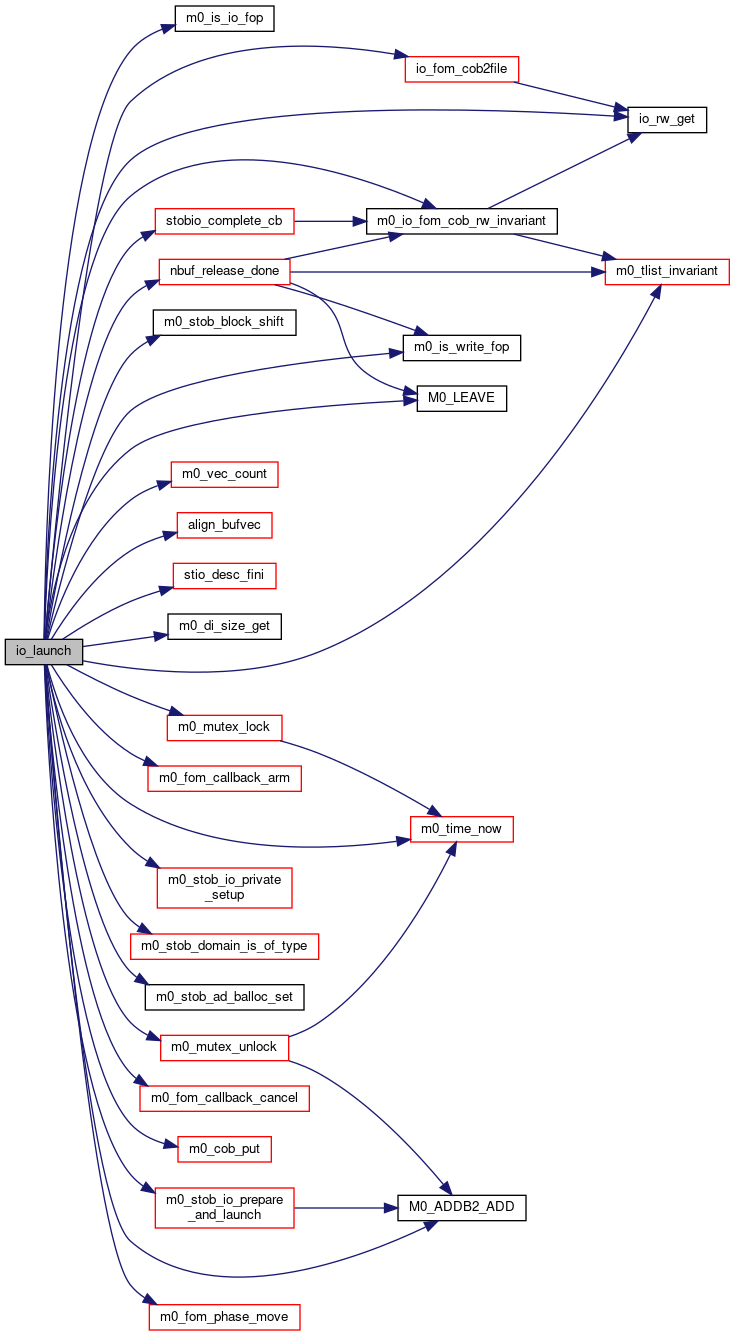 m0_is_io_fop
io_fom_cob2file
io_rw_get
stobio_complete_cb
m0_io_fom_cob_rw_invariant
nbuf_release_done
m0_tlist_invariant
m0_stob_block_shift
m0_is_write_fop
M0_LEAVE
m0_vec_count
align_bufvec
stio_desc_fini
m0_di_size_get
io_launch
m0_mutex_lock
m0_fom_callback_arm
m0_time_now
m0_stob_io_private
_setup
m0_stob_domain_is_of_type
m0_stob_ad_balloc_set
m0_mutex_unlock
m0_fom_callback_cancel
m0_cob_put
m0_stob_io_prepare
_and_launch
M0_ADDB2_ADD
m0_fom_phase_move